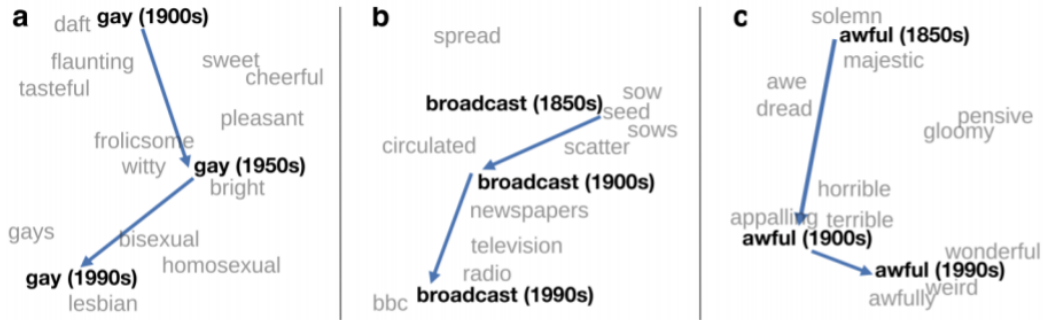 a
daft gay (1900s)
flaunting sweet
tasteful cheerful
pleasant
frolicsome
witty gay (1950s)
bright
gays bisexual
homosexual
gay (1990s)
lesbian
b
spread
sow
broadcast (1850s) seed
sows
circulated scatter
broadcast (1900s)
newspapers
television
radio
bbc broadcast (1990s)
c
solemn
awful (1850s)
majestic
awe
dread
pensive
gloomy
horrible
appalling terrible
awful (1900s)
wonderful
awful (1990s)
weird
awfully